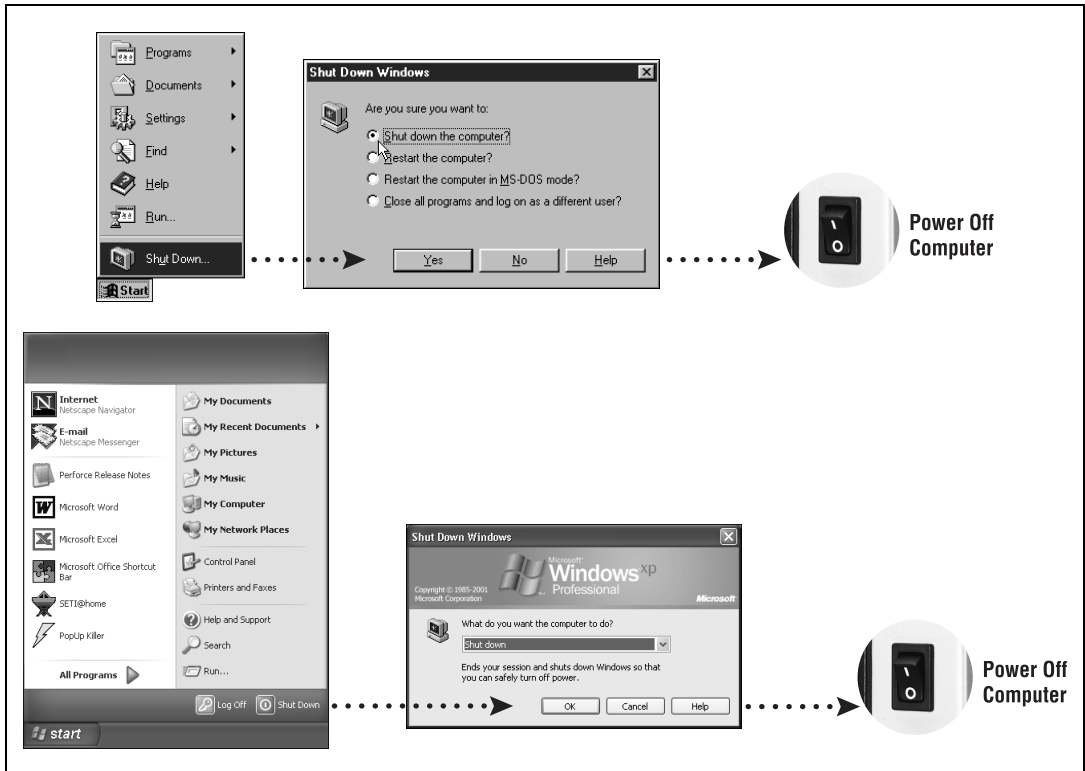 Programs
Documents
Settings
Find
Help
Run...
Shut Down...
Start
Shut Down Windows
Are you sure you want to:
Shut down the computer?
Restart the computer?
Restart the computer in MS-DOS mode?
Close all programs and log on as a different user?
Yes No Help
Power Off
Computer
Internet
Netscape Navigator
E-mail
Netscape Messenger
Perforce Release Notes
Microsoft Word
Microsoft Excel
Microsoft Office Shortcut
Bar
SETI@home
PopUp Killer
All Programs
My Documents
My Recent Documents
My Pictures
My Music
My Computer
My Network Places
Control Panel
Printers and Faxes
Help and Support
Search
Run...
Log Off Shut Down
start
Shut Down Windows
Copyright © 1985-2001
Microsoft Corporation
Microsoft
Windows xp
Professional
Microsoft
What do you want the computer to do?
Shut down
Ends your session and shuts down Windows so that
you can safely turn off power.
OK Cancel Help
Power Off
Computer